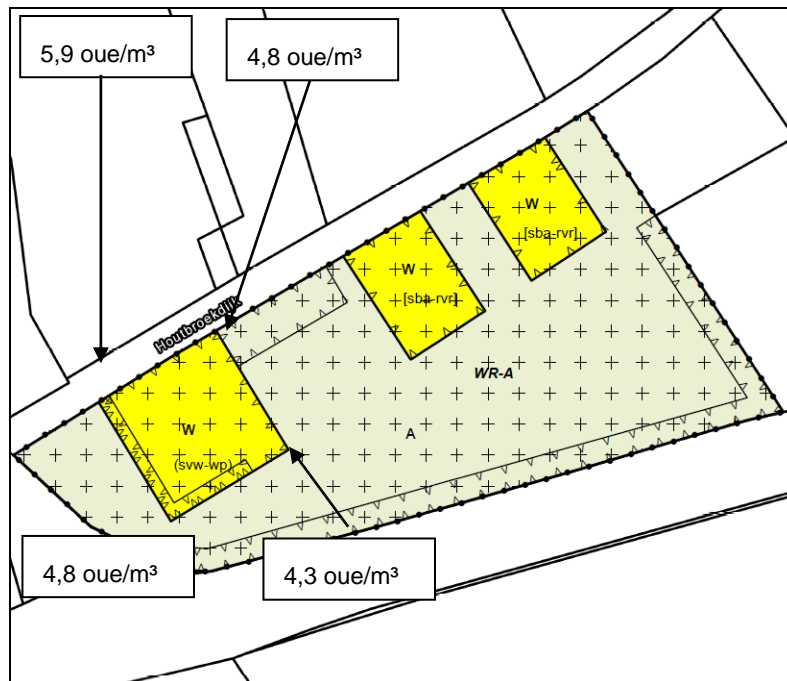 5,9 oue/m³
4,8 oue/m³
W
[sba-rvr]
W
[sba-rvr]
Houtbroekdijk
WR-A
W
(svw-wp)
A
4,8 oue/m³
4,3 oue/m³